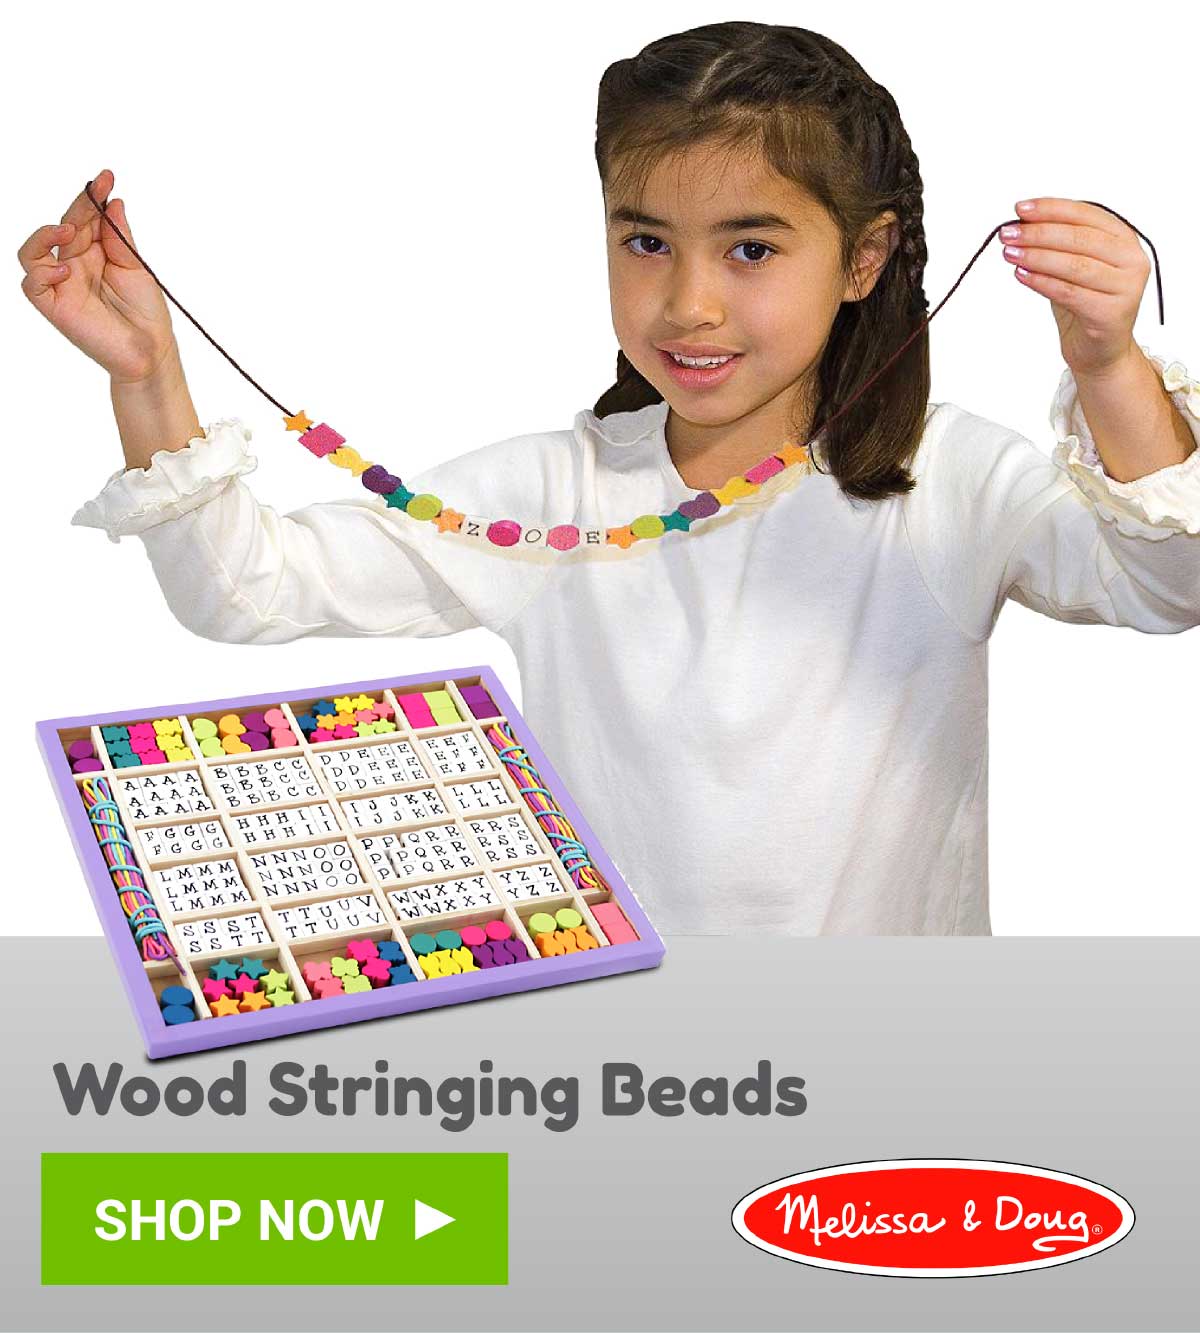 Z O E
A A A A B B B C C D D E E E E F F
A A A A B B B C C D D E E E E F F
A A A A B B B C C D D E E E
F G G G H H H I I I J J K K L L L
F G G G H H H I I I J J K K L L L
L M M M N N N O O P P Q R R R R S
L M M M N N N O O P P Q R R R S S
L M M M N N N O O P P Q R R R S S
S S S T T T U U V W W X X Y Y Z Z
S S T T T T U U V W W X X Y Y Z Z
Wood Stringing Beads
SHOP NOW
Melissa & Doug®